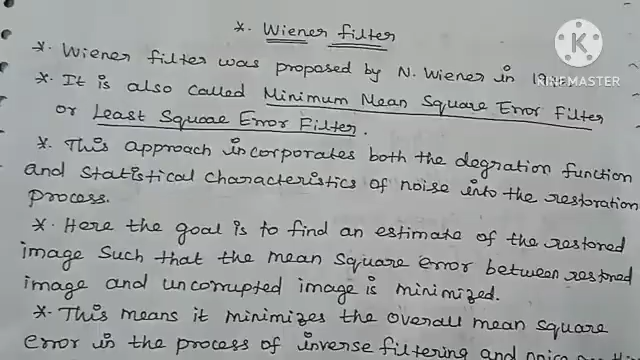 *. Wiener filter
*. Wiener filter was proposed by N. Wiener in
*. It is also called Minimum Mean Square Error Filter
or Least Square Error Filter.
*. This approach incorporates both the degration function
and statistical characteristics of noise into the restoration
process.
*. Here the goal is to find an estimate of the restored
image such that the mean square error between restored
image and uncorrupted image is minimized.
*. This means it minimizes the overall mean square
error in the process of inverse filtering and
KINEMASTER